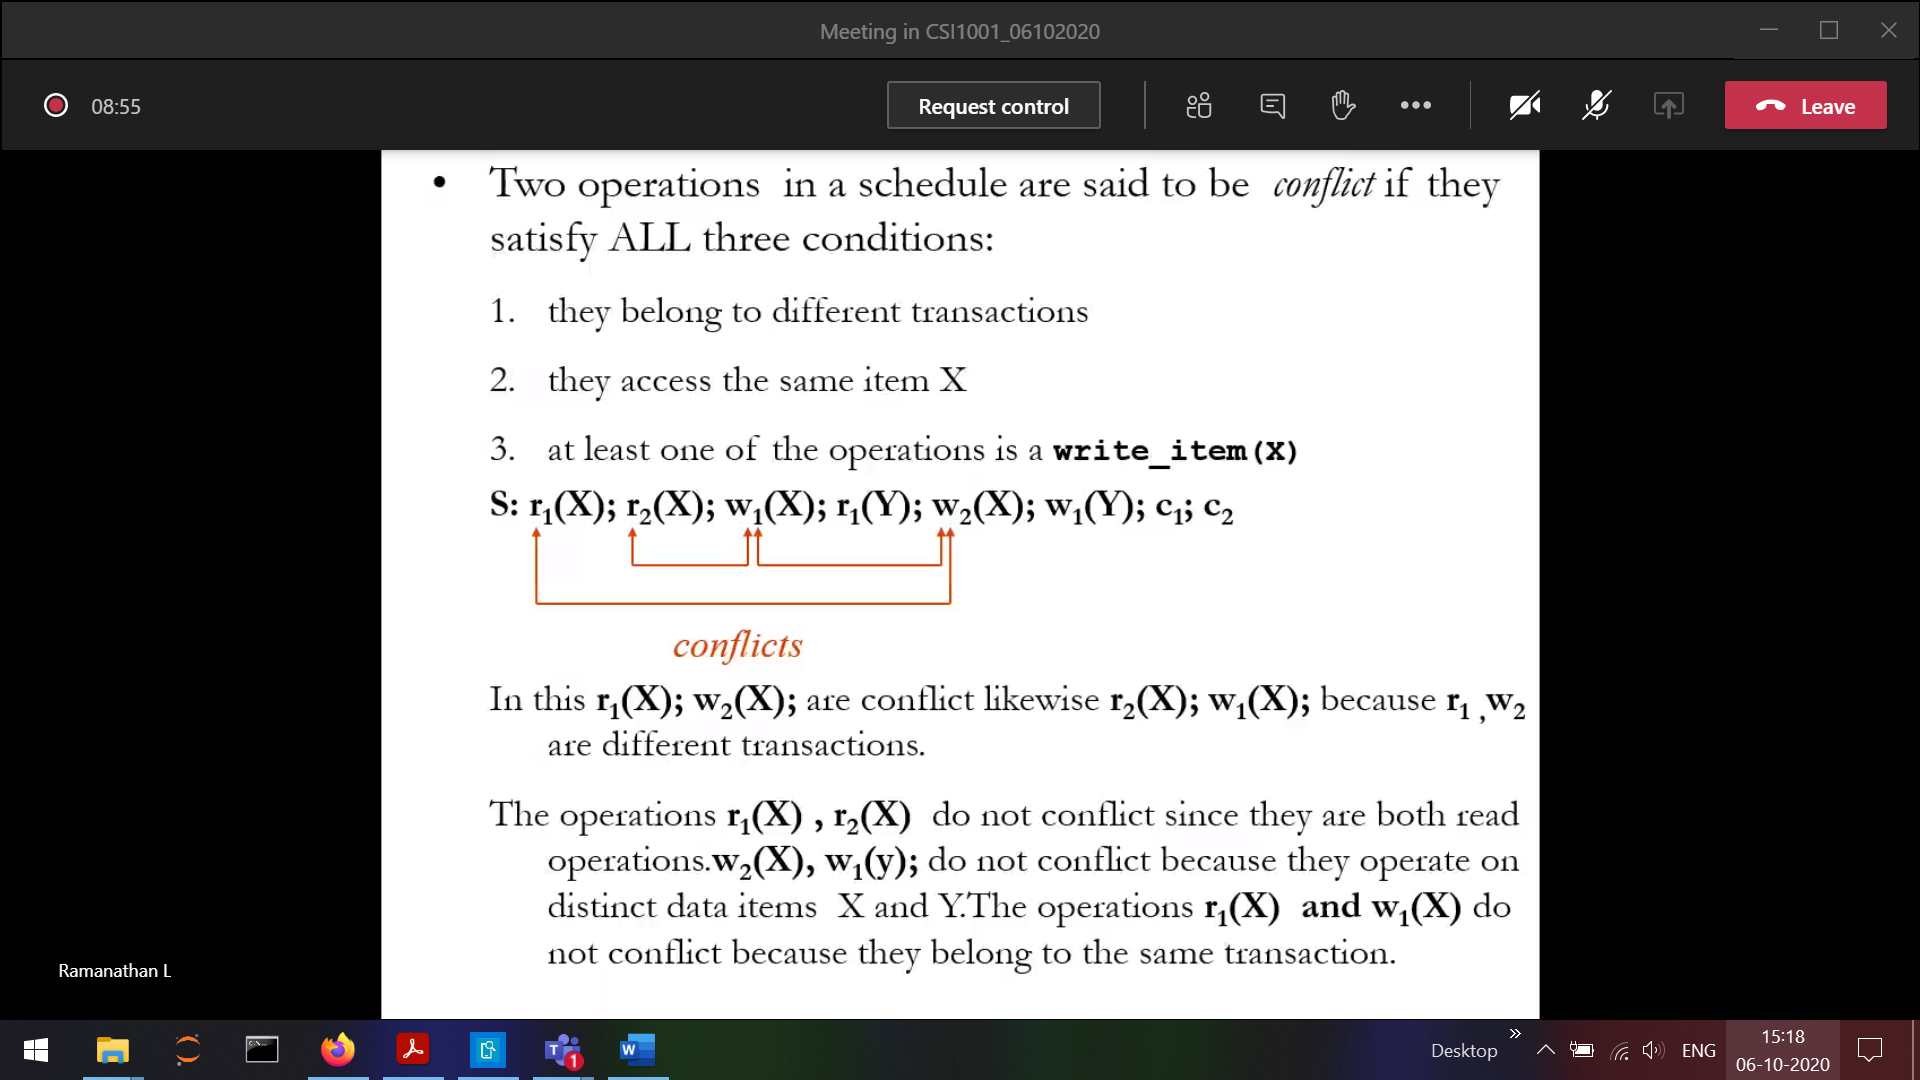 Meeting in CSI1001_06102020
08:55
Request control
Leave
• Two operations in a schedule are said to be conflict if they
satisfy ALL three conditions:
1. they belong to different transactions
2. they access the same item X
3. at least one of the operations is a write_item(X)
S: r₁(X); r₂(X); w₁(X); r₁(Y); w₂(X); w₁(Y); c₁; c₂
conflicts
In this r₁(X); w₂(X); are conflict likewise r₂(X); w₁(X); because r₁ ,w₂
are different transactions.
The operations r₁(X) , r₂(X) do not conflict since they are both read
operations.w₂(X), w₁(y); do not conflict because they operate on
distinct data items X and Y.The operations r₁(X) and w₁(X) do
not conflict because they belong to the same transaction.
Ramanathan L
Desktop
ENG
15:18
06-10-2020